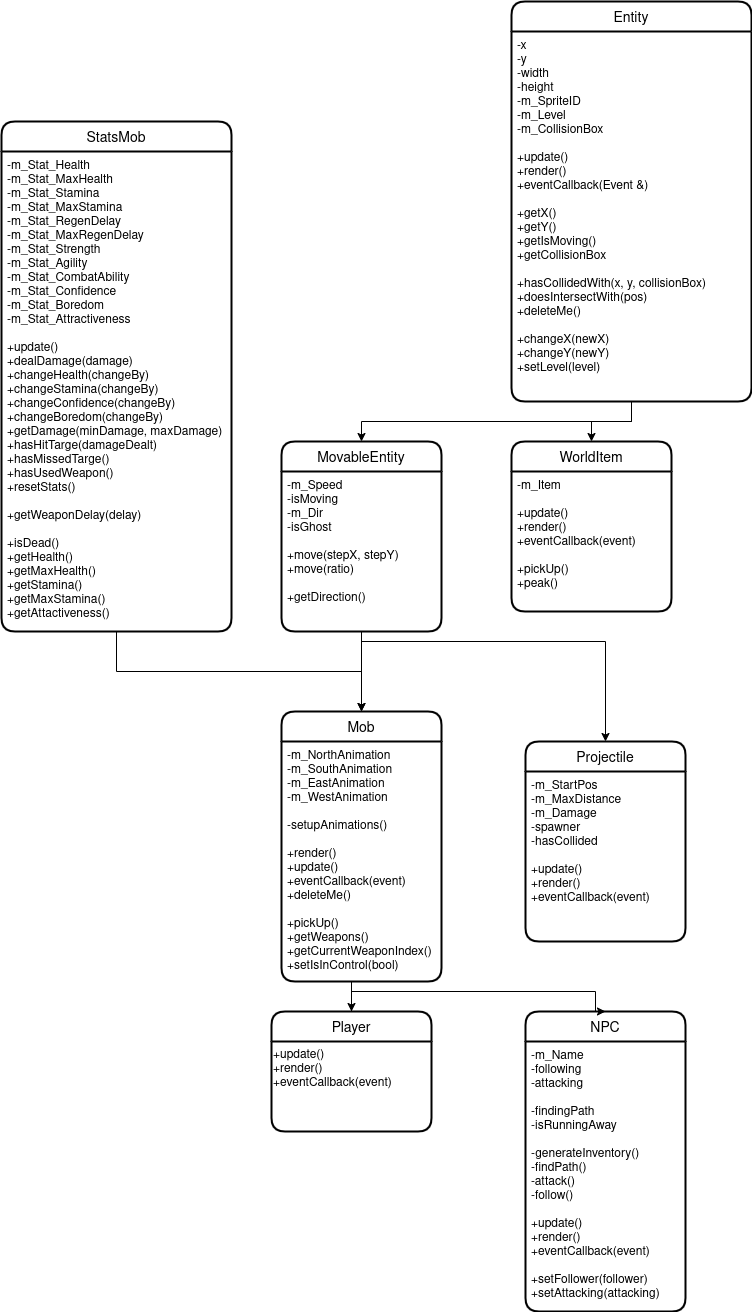 Entity
-x
-y
-width
-height
-m_SpriteID
-m_Level
-m_CollisionBox
+update()
+render()
+eventCallback(Event &)
+getX()
+getY()
+getIsMoving()
+getCollisionBox
+hasCollidedWith(x, y, collisionBox)
+doesIntersectWith(pos)
+deleteMe()
+changeX(newX)
+changeY(newY)
+setLevel(level)
StatsMob
-m_Stat_Health
-m_Stat_MaxHealth
-m_Stat_Stamina
-m_Stat_MaxStamina
-m_Stat_RegenDelay
-m_Stat_MaxRegenDelay
-m_Stat_Strength
-m_Stat_Agility
-m_Stat_CombatAbility
-m_Stat_Confidence
-m_Stat_Boredom
-m_Stat_Attractiveness
+update()
+dealDamage(damage)
+changeHealth(changeBy)
+changeStamina(changeBy)
+changeConfidence(changeBy)
+changeBoredom(changeBy)
+getDamage(minDamage, maxDamage)
+hasHitTarge(damageDealt)
+hasMissedTarge()
+hasUsedWeapon()
+resetStats()
+getWeaponDelay(delay)
+isDead()
+getHealth()
+getMaxHealth()
+getStamina()
+getMaxStamina()
+getAttactiveness()
MovableEntity
-m_Speed
-isMoving
-m_Dir
-isGhost
+move(stepX, stepY)
+move(ratio)
+getDirection()
WorldItem
-m_Item
+update()
+render()
+eventCallback(event)
+pickUp()
+peak()
Mob
-m_NorthAnimation
-m_SouthAnimation
-m_EastAnimation
-m_WestAnimation
-setupAnimations()
+render()
+update()
+eventCallback(event)
+deleteMe()
+pickUp()
+getWeapons()
+getCurrentWeaponIndex()
+setIsInControl(bool)
Projectile
-m_StartPos
-m_MaxDistance
-m_Damage
-spawner
-hasCollided
+update()
+render()
+eventCallback(event)
Player
+update()
+render()
+eventCallback(event)
NPC
-m_Name
-following
-attacking
-findingPath
-isRunningAway
-generateInventory()
-findPath()
-attack()
-follow()
+update()
+render()
+eventCallback(event)
+setFollower(follower)
+setAttacking(attacking)